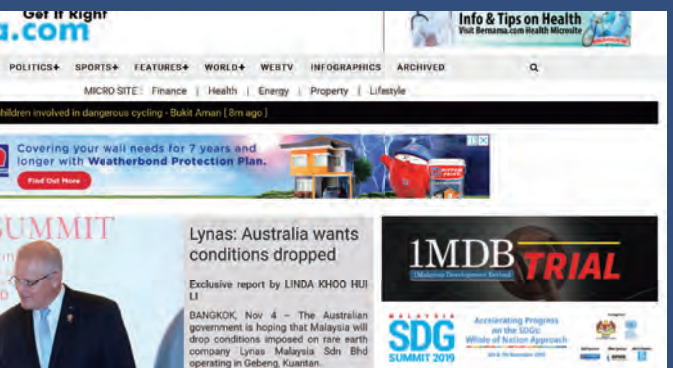 Get It Right
a.com
Info & Tips on Health
Visit Bernama.com Health Microsite
POLITICS+ SPORTS+ FEATURES+ WORLD+ WEBTV INFOGRAPHICS ARCHIVED
MICRO SITE : Finance | Health | Energy | Property | Lifestyle
children involved in dangerous cycling - Bukit Aman [ 8m ago ]
Covering your wall needs for 7 years and
longer with Weatherbond Protection Plan.
Find Out More
SUMMIT
Lynas: Australia wants
conditions dropped
Exclusive report by LINDA KHOO HUI
LI
BANGKOK, Nov 4 – The Australian
government is hoping that Malaysia will
drop conditions imposed on rare earth
company Lynas Malaysia Sdn Bhd
operating in Gebeng, Kuantan.
1MDB TRIAL
1Malaysia Development Berhad
MALAYSIA
SDG
SUMMIT 2019
Accelerating Progress
on the SDGs:
Whole of Nation Approach